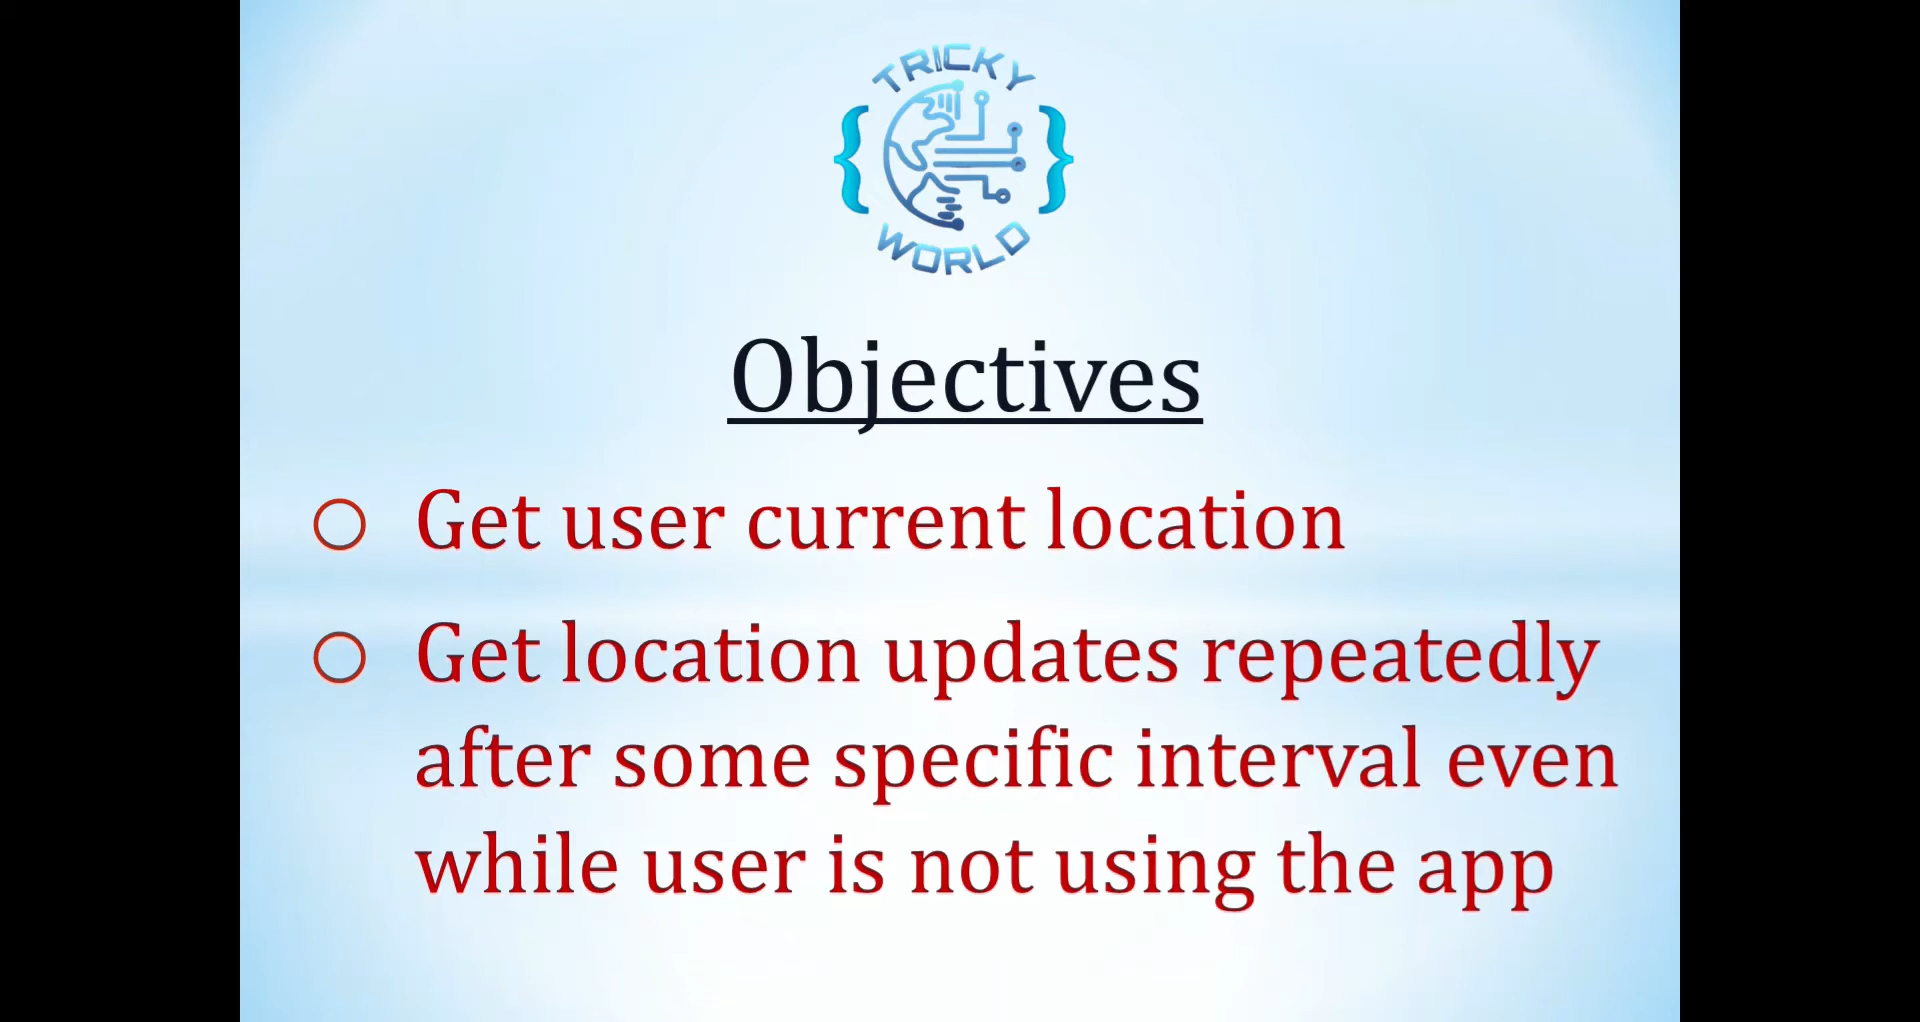 TRICKY
WORLD
Objectives
Get user current location
Get location updates repeatedly
after some specific interval even
while user is not using the app